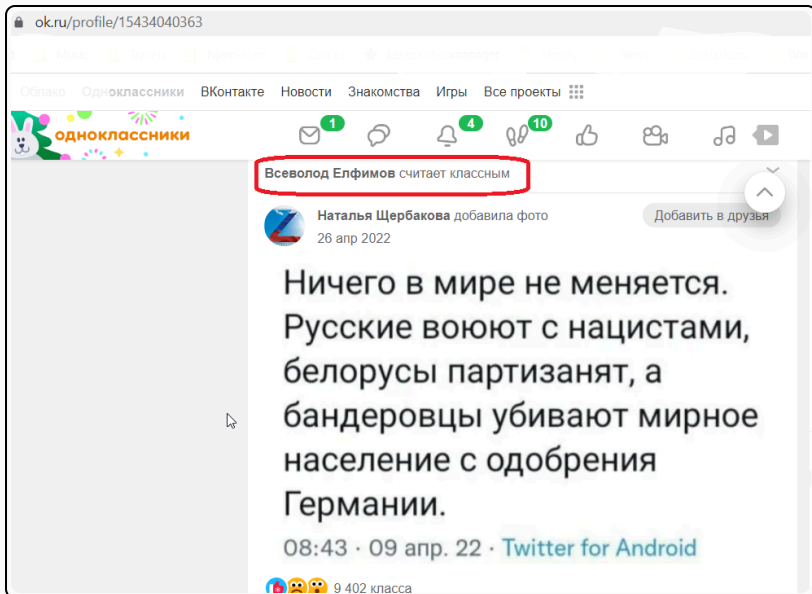 ok.ru/profile/15434040363
Облако Одноклассники ВКонтакте Новости Знакомства Игры Все проекты
одноклассники
1
4
10
Всеволод Елфимов считает классным
Наталья Щербакова добавила фото
Добавить в друзья
26 апр 2022
Ничего в мире не меняется.
Русские воюют с нацистами,
белорусы партизанят, а
бандеровцы убивают мирное
население с одобрения
Германии.
08:43 · 09 апр. 22 · Twitter for Android
9 402 класса